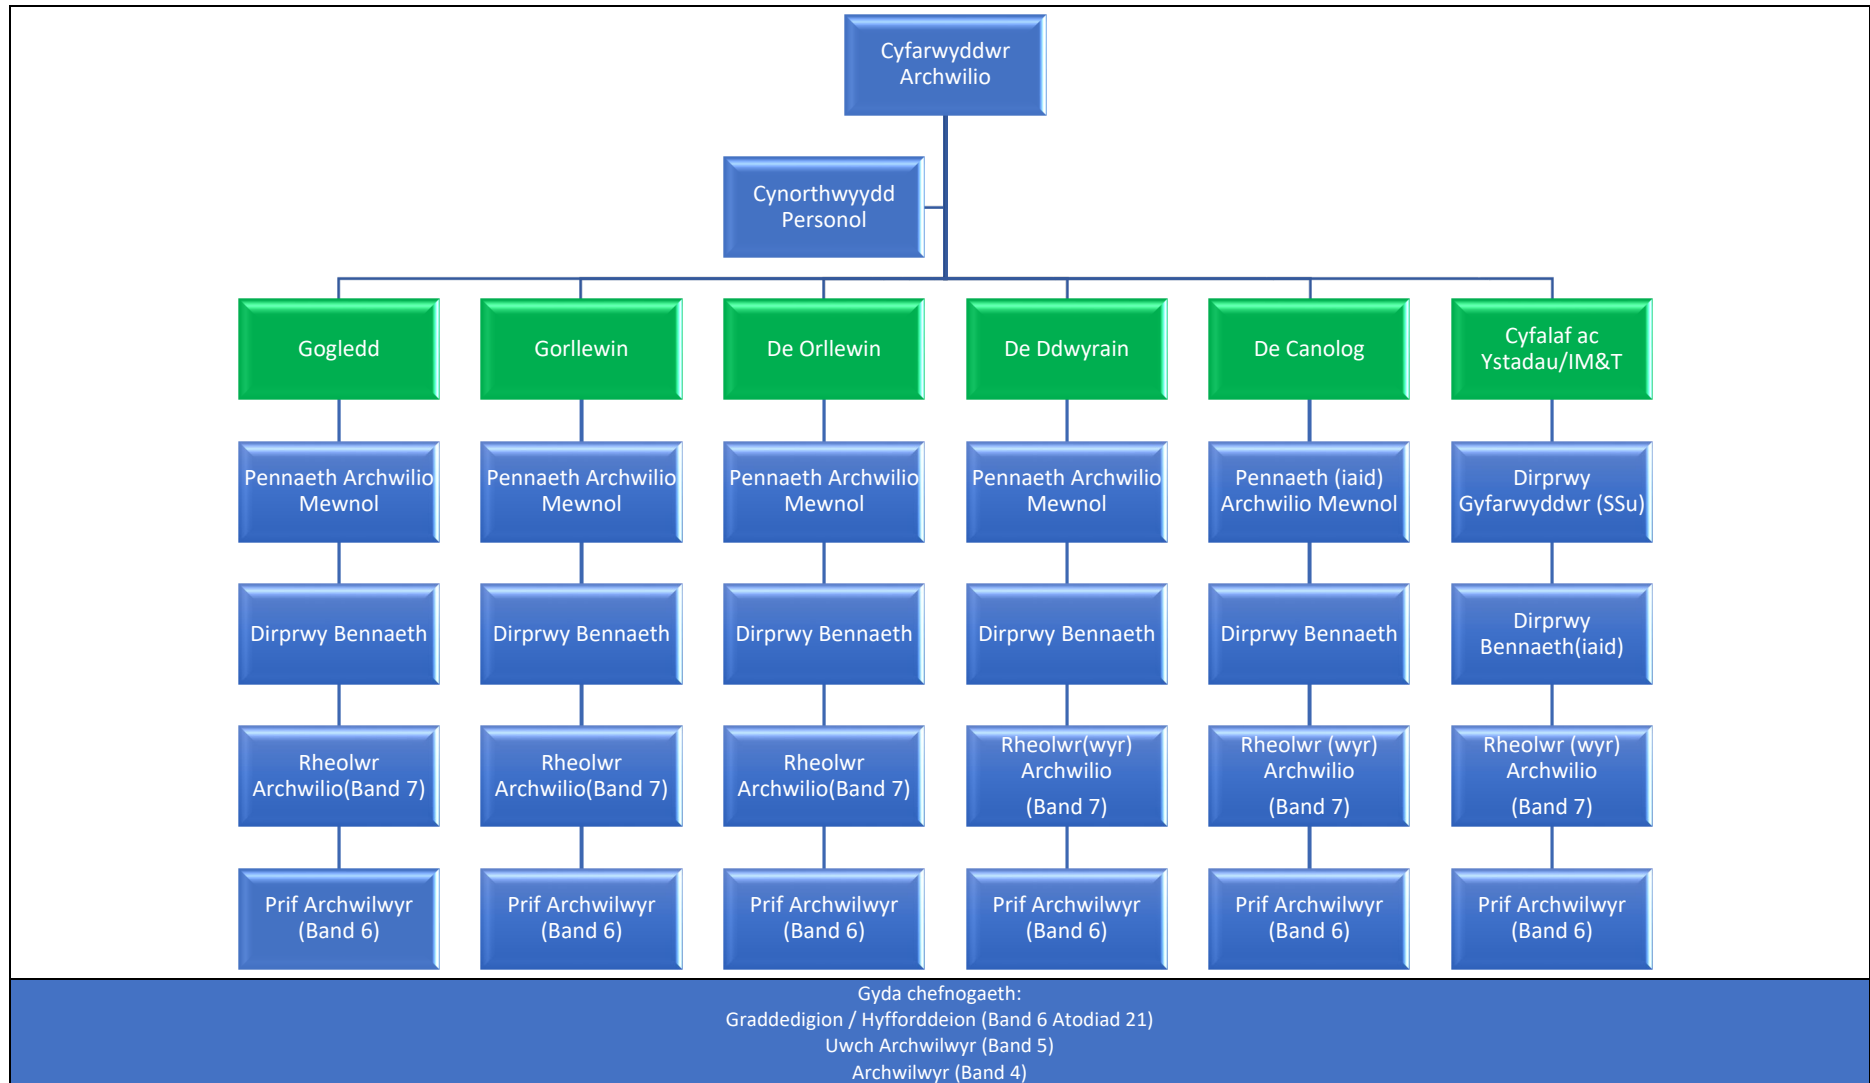 Cyfarwyddwr
Archwilio
Cynorthwyydd
Personol
Gogledd
Gorllewin
De Orllewin
De Ddwyrain
De Canolog
Cyfalaf ac
Ystadau/IM&T
Pennaeth Archwilio
Mewnol
Pennaeth Archwilio
Mewnol
Pennaeth Archwilio
Mewnol
Pennaeth Archwilio
Mewnol
Pennaeth (iaid)
Archwilio Mewnol
Dirprwy
Gyfarwyddwr (SSu)
Dirprwy Bennaeth
Dirprwy Bennaeth
Dirprwy Bennaeth
Dirprwy Bennaeth
Dirprwy Bennaeth
Dirprwy
Bennaeth(iaid)
Rheolwr
Archwilio(Band 7)
Rheolwr
Archwilio(Band 7)
Rheolwr
Archwilio(Band 7)
Rheolwr(wyr)
Archwilio
(Band 7)
Rheolwr (wyr)
Archwilio
(Band 7)
Rheolwr (wyr)
Archwilio
(Band 7)
Prif Archwilwyr
(Band 6)
Prif Archwilwyr
(Band 6)
Prif Archwilwyr
(Band 6)
Prif Archwilwyr
(Band 6)
Prif Archwilwyr
(Band 6)
Prif Archwilwyr
(Band 6)
Gyda chefnogaeth:
Graddedigion / Hyfforddeion (Band 6 Atodiad 21)
Uwch Archwilwyr (Band 5)
Archwilwyr (Band 4)